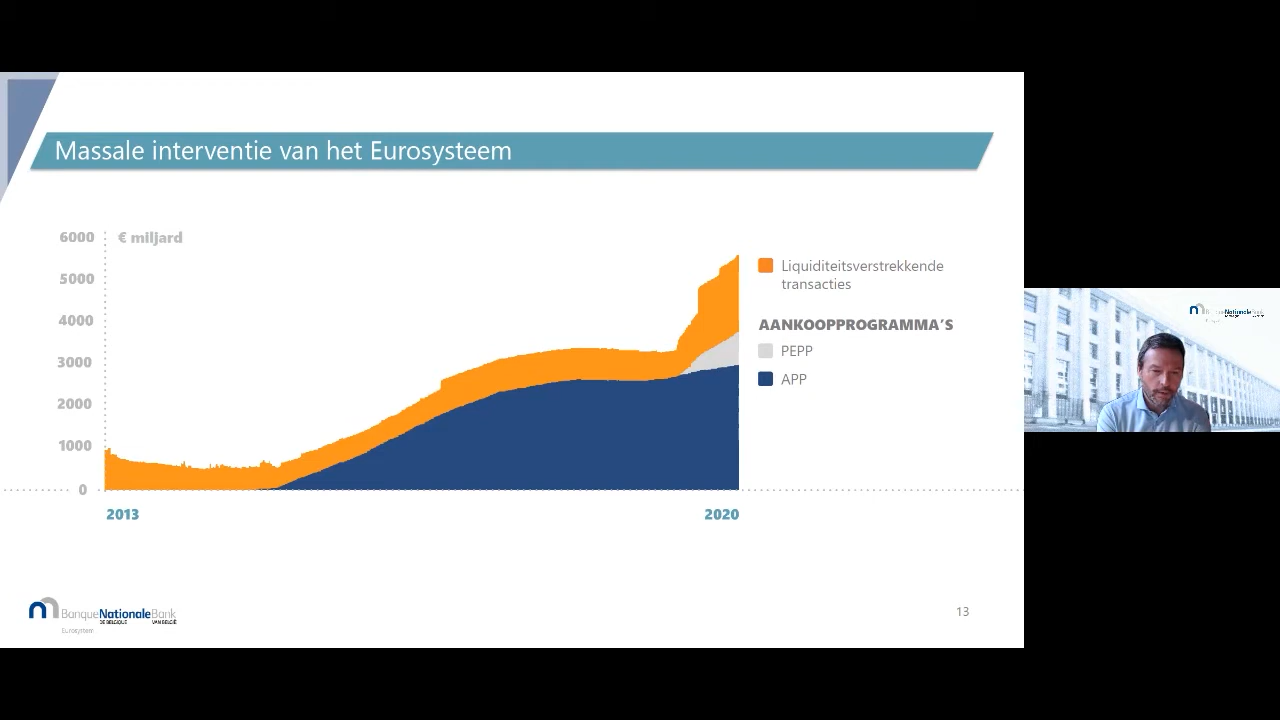 Massale interventie van het Eurosysteem
6000
€ miljard
5000
4000
3000
2000
1000
0
2013
2020
Liquiditeitsverstrekkende
transacties
AANKOOPPROGRAMMA'S
PEPP
APP
BanqueNationaleBank
DE BELGIQUE VAN BELGIË
Eurosystem
13
NationaleBank